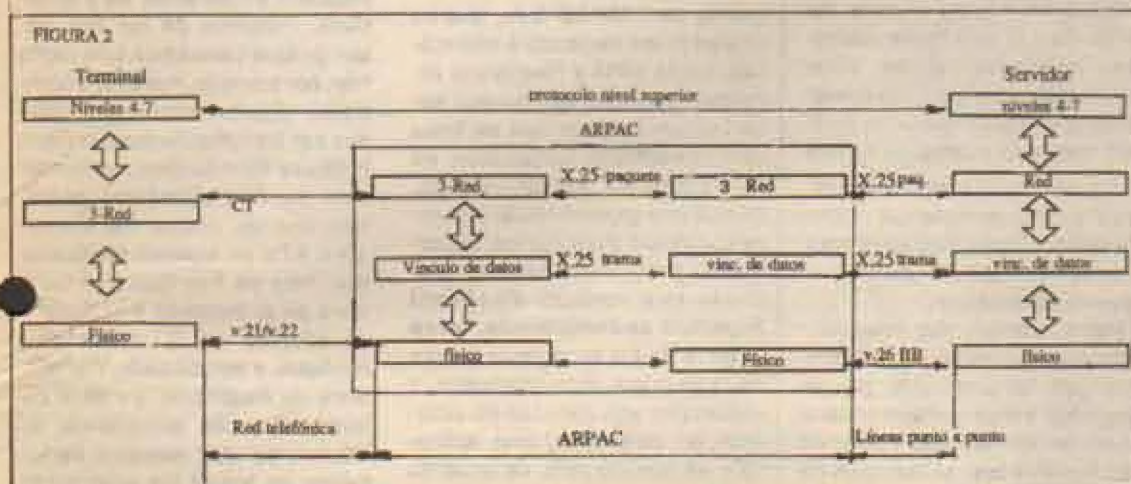 FIGURA 2
Terminal
Servidor
Niveles 4-7
protocolo nivel superior
niveles 4-7
ARPAC
3-Red
X.25 paquete
3 Red
X.25 paq.
Red
CT
3-Red
Vínculo de datos
X.25 trama
vinc. de datos
X.25 trama
vinc. de datos
Físico
v.21/v.22
físico
Físico
v.26 BB
físico
Red telefónica
ARPAC
Líneas punto a punto